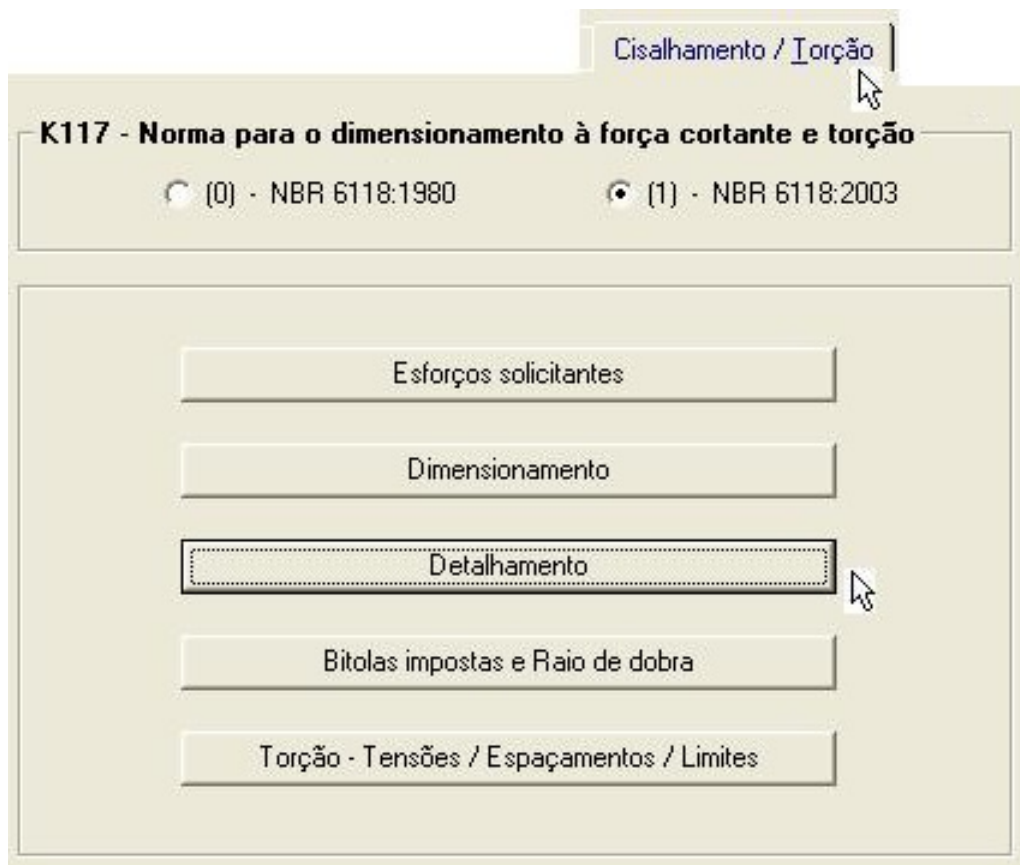 Cisalhamento / Torção
K117 - Norma para o dimensionamento à força cortante e torção
(0) - NBR 6118:1980 (1) - NBR 6118:2003
Esforços solicitantes
Dimensionamento
Detalhamento
Bitolas impostas e Raio de dobra
Torção - Tensões / Espaçamentos / Limites